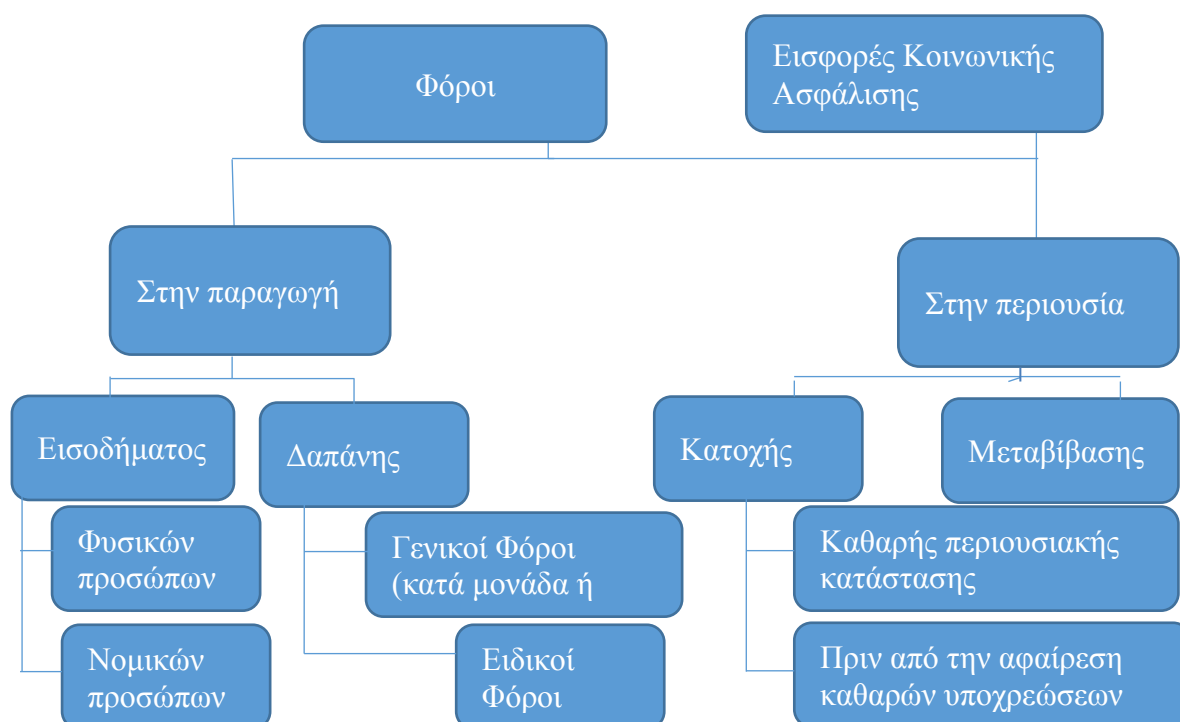 Φόροι
Εισφορές Κοινωνικής
Ασφάλισης
Στην παραγωγή
Στην περιουσία
Εισοδήματος
Δαπάνης
Κατοχής
Μεταβίβασης
Φυσικών
προσώπων
Γενικοί Φόροι
(κατά μονάδα ή
Καθαρής περιουσιακής
κατάστασης
Νομικών
προσώπων
Ειδικοί
Φόροι
Πριν από την αφαίρεση
καθαρών υποχρεώσεων